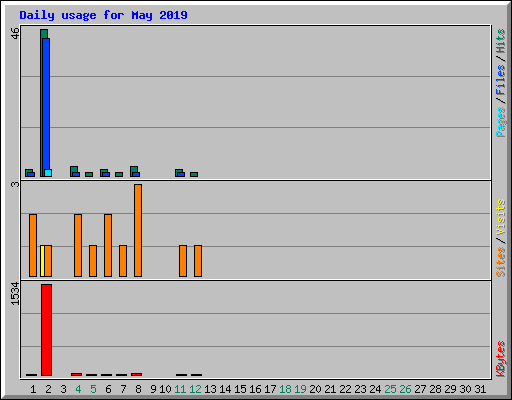 Daily usage for May 2019
46
3
1534
Pages / Files / Hits
Sites / Visits
KBytes
1 2 3 4 5 6 7 8 9 10 11 12 13 14 15 16 17 18 19 20 21 22 23 24 25 26 27 28 29 30 31